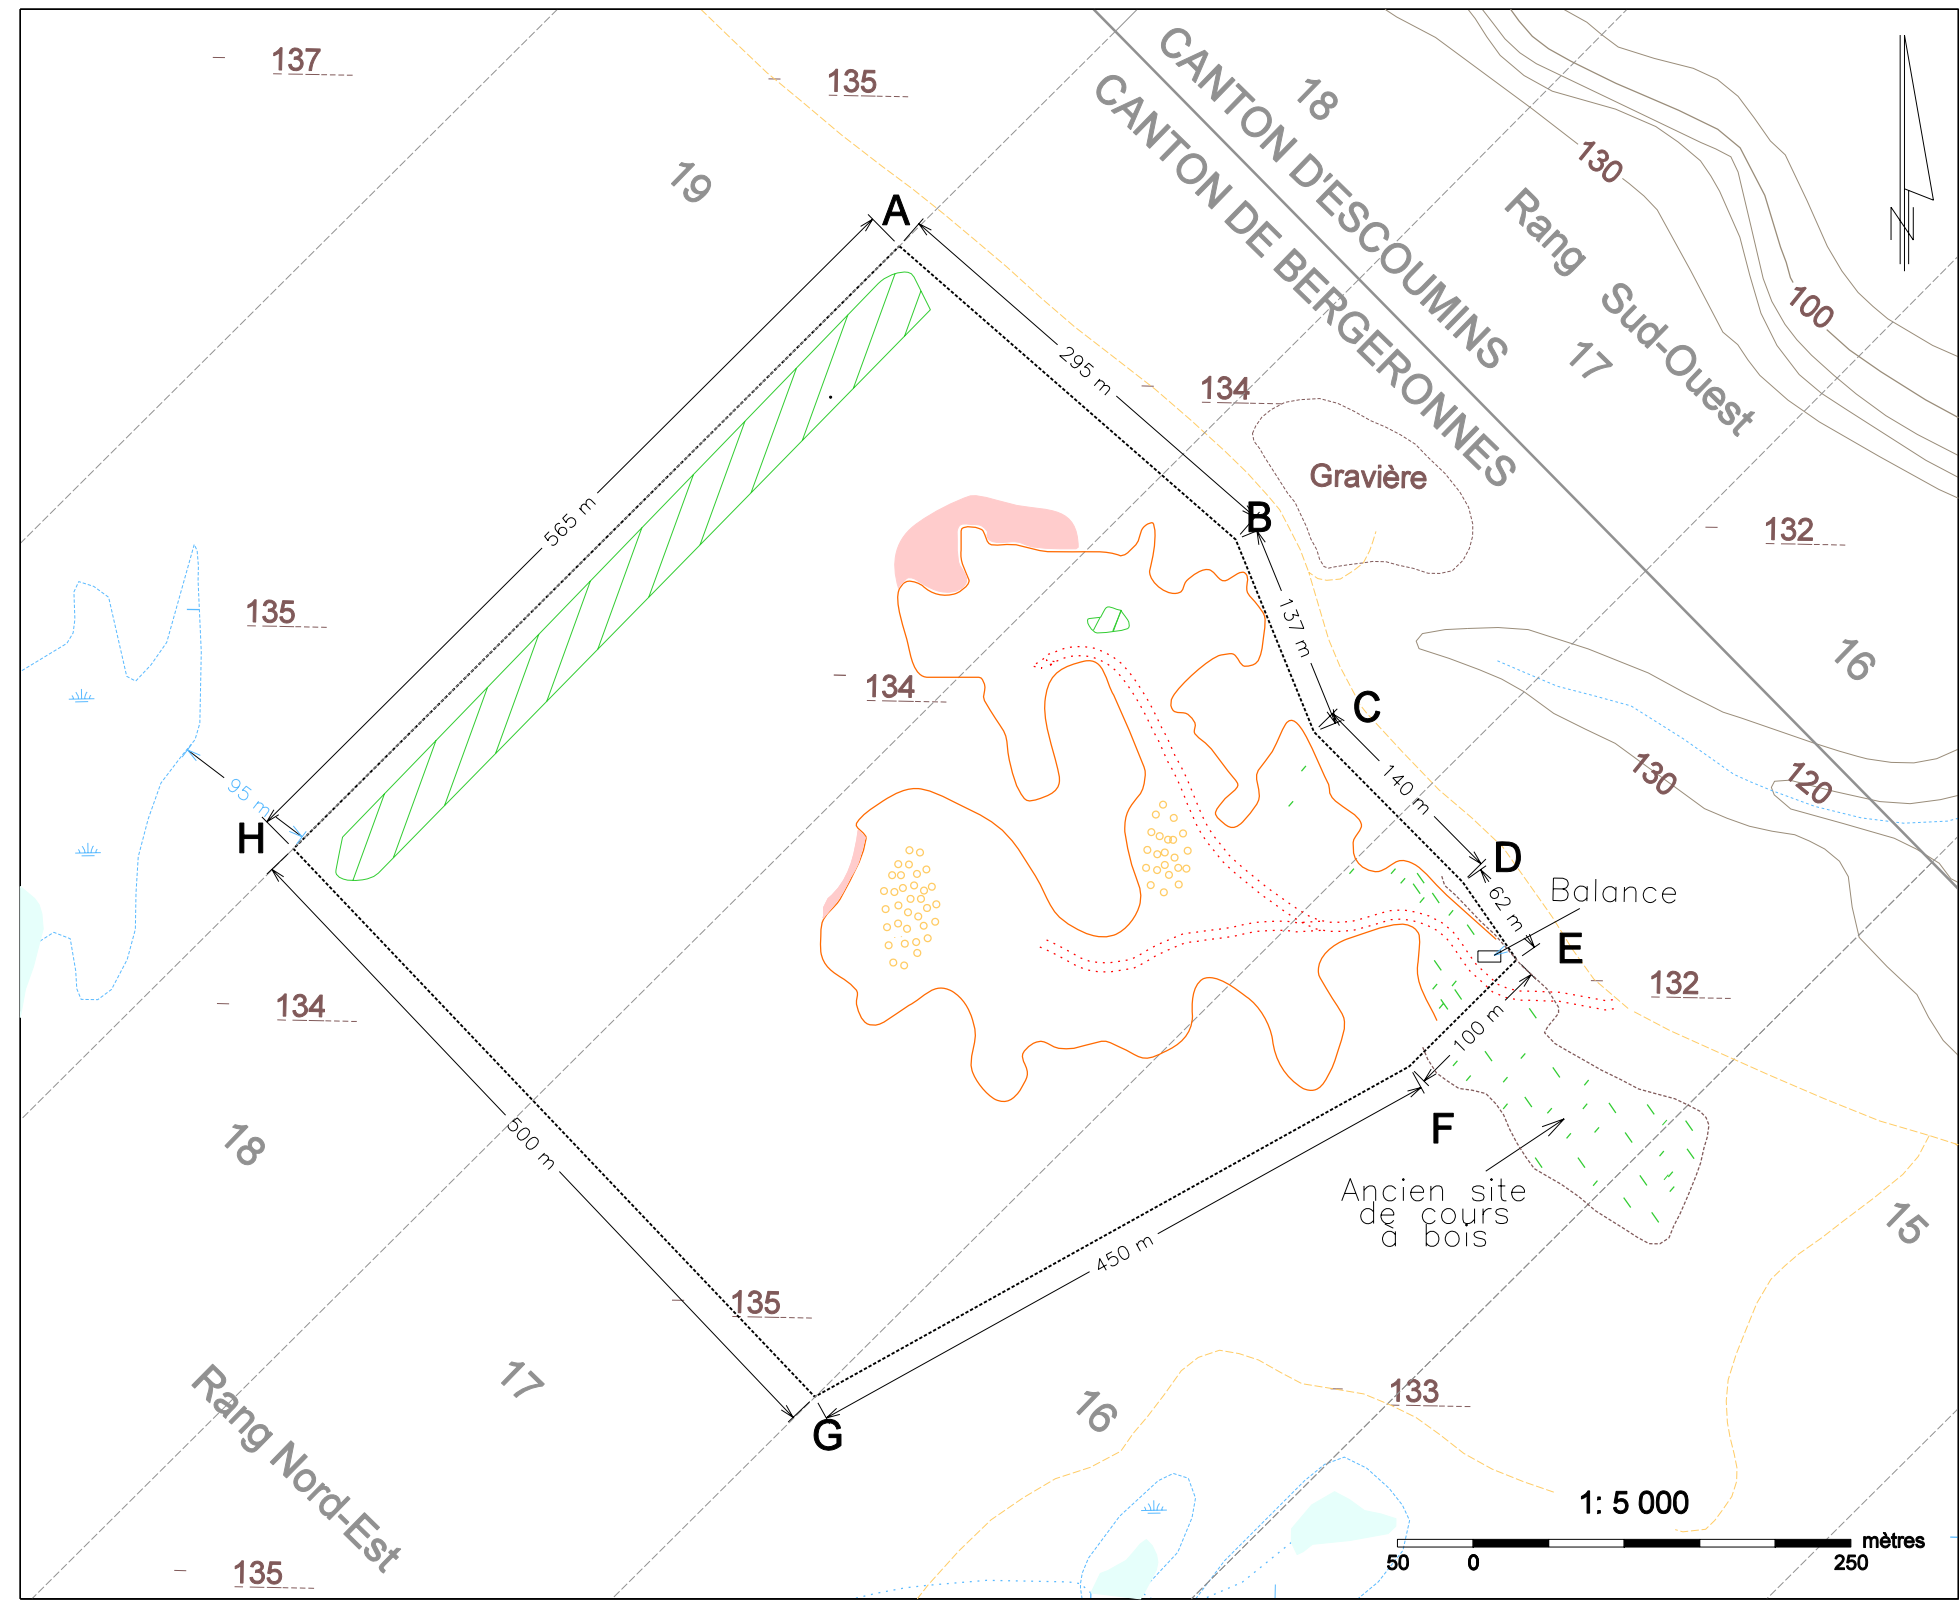 137
135
19
CANTON D'ESCOUMINS
CANTON DE BERGERONNES
18
130
Rang Sud-Ouest
100
N
A
295 m
134
17
Gravière
565 m
B
132
135
137 m
16
134
C
95 m
140 m
130
120
H
D
62 m
Balance
E
132
134
100 m
18
500 m
F
Ancien site
de cours
à bois
15
450 m
135
Rang Nord-Est
17
133
16
G
1: 5 000
mètres
50 0 250
135